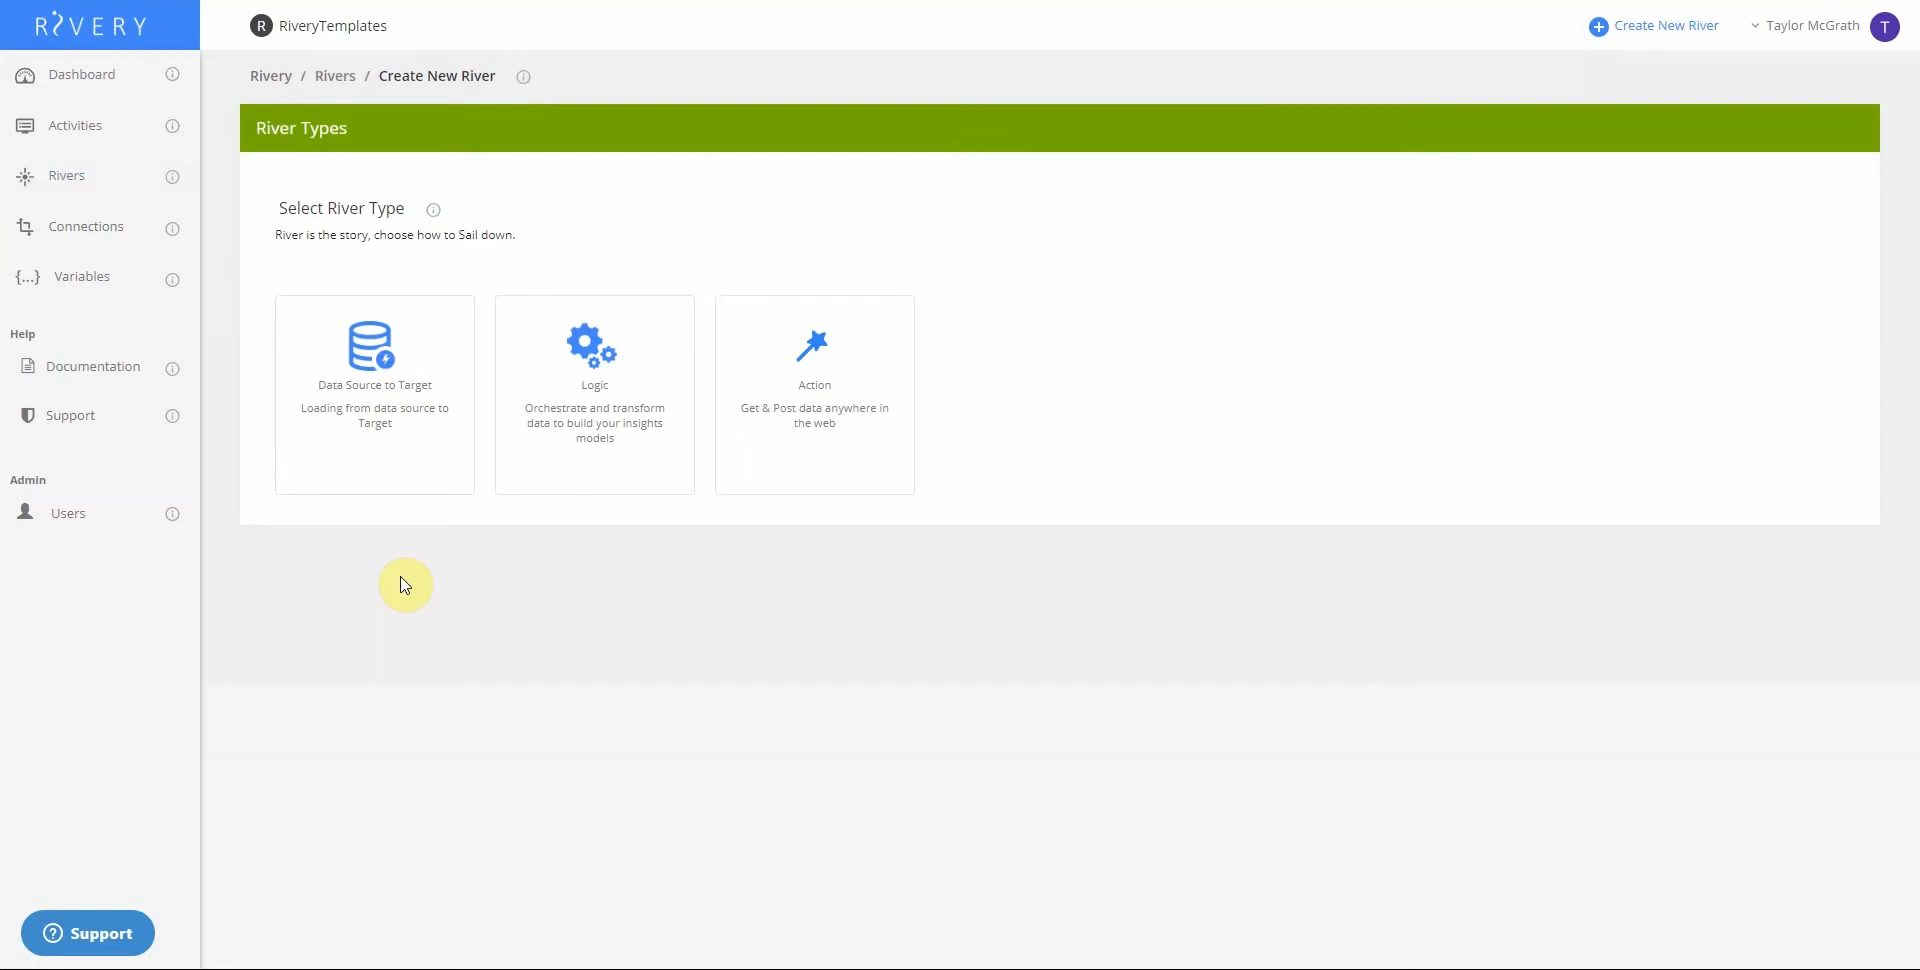 RIVERY
R RiveryTemplates
Create New River
Taylor McGrath T
Dashboard
Activities
Rivers
Connections
{...} Variables
Help
Documentation
Support
Admin
Users
Support
Rivery / Rivers / Create New River
River Types
Select River Type
River is the story, choose how to Sail down.
Data Source to Target
Loading from data source to
Target
Logic
Orchestrate and transform
data to build your insights
models
Action
Get & Post data anywhere in
the web